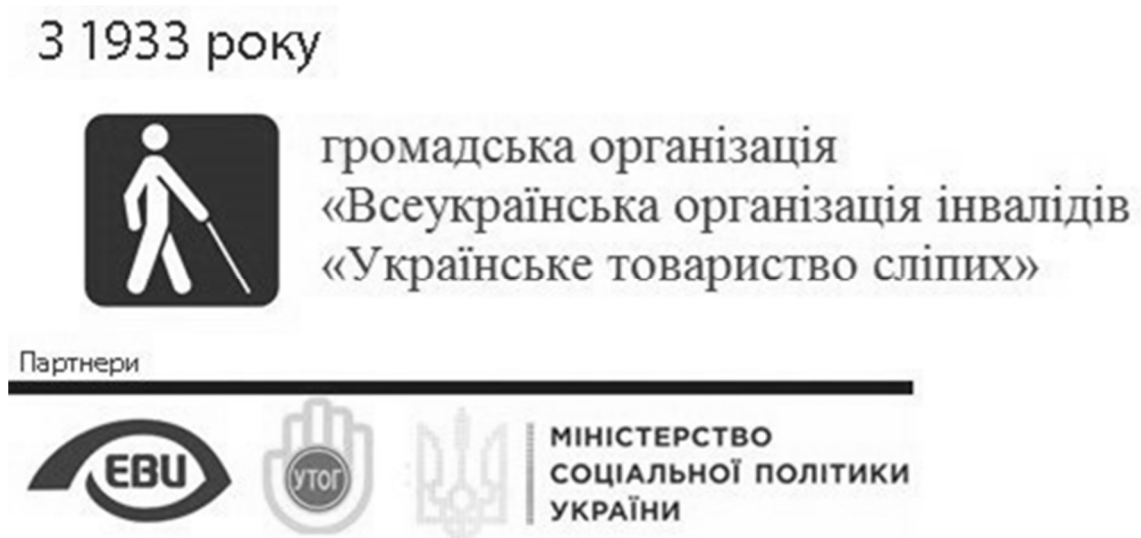 З 1933 року
громадська організація
«Всеукраїнська організація інвалідів
«Українське товариство сліпих»
Партнери
EBU
УТОГ
МІНІСТЕРСТВО
СОЦІАЛЬНОЇ ПОЛІТИКИ
УКРАЇНИ